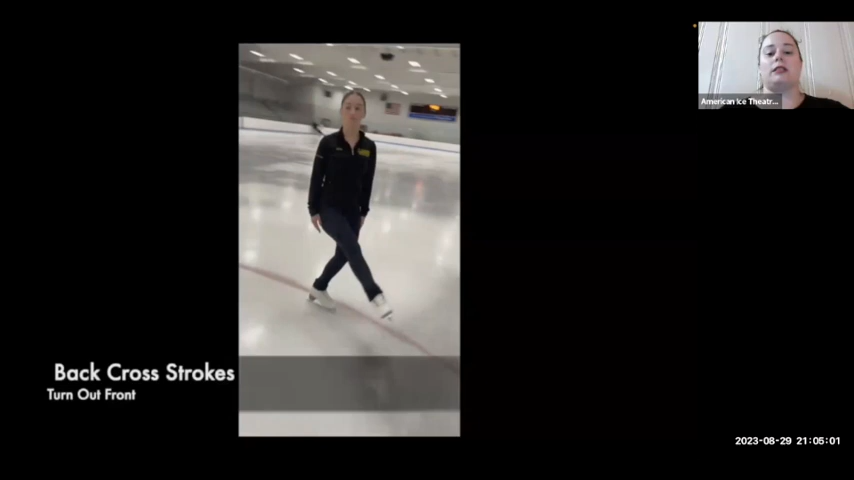 American Ice Theatr...
Back Cross Strokes
Turn Out Front
2023-08-29 21:05:01